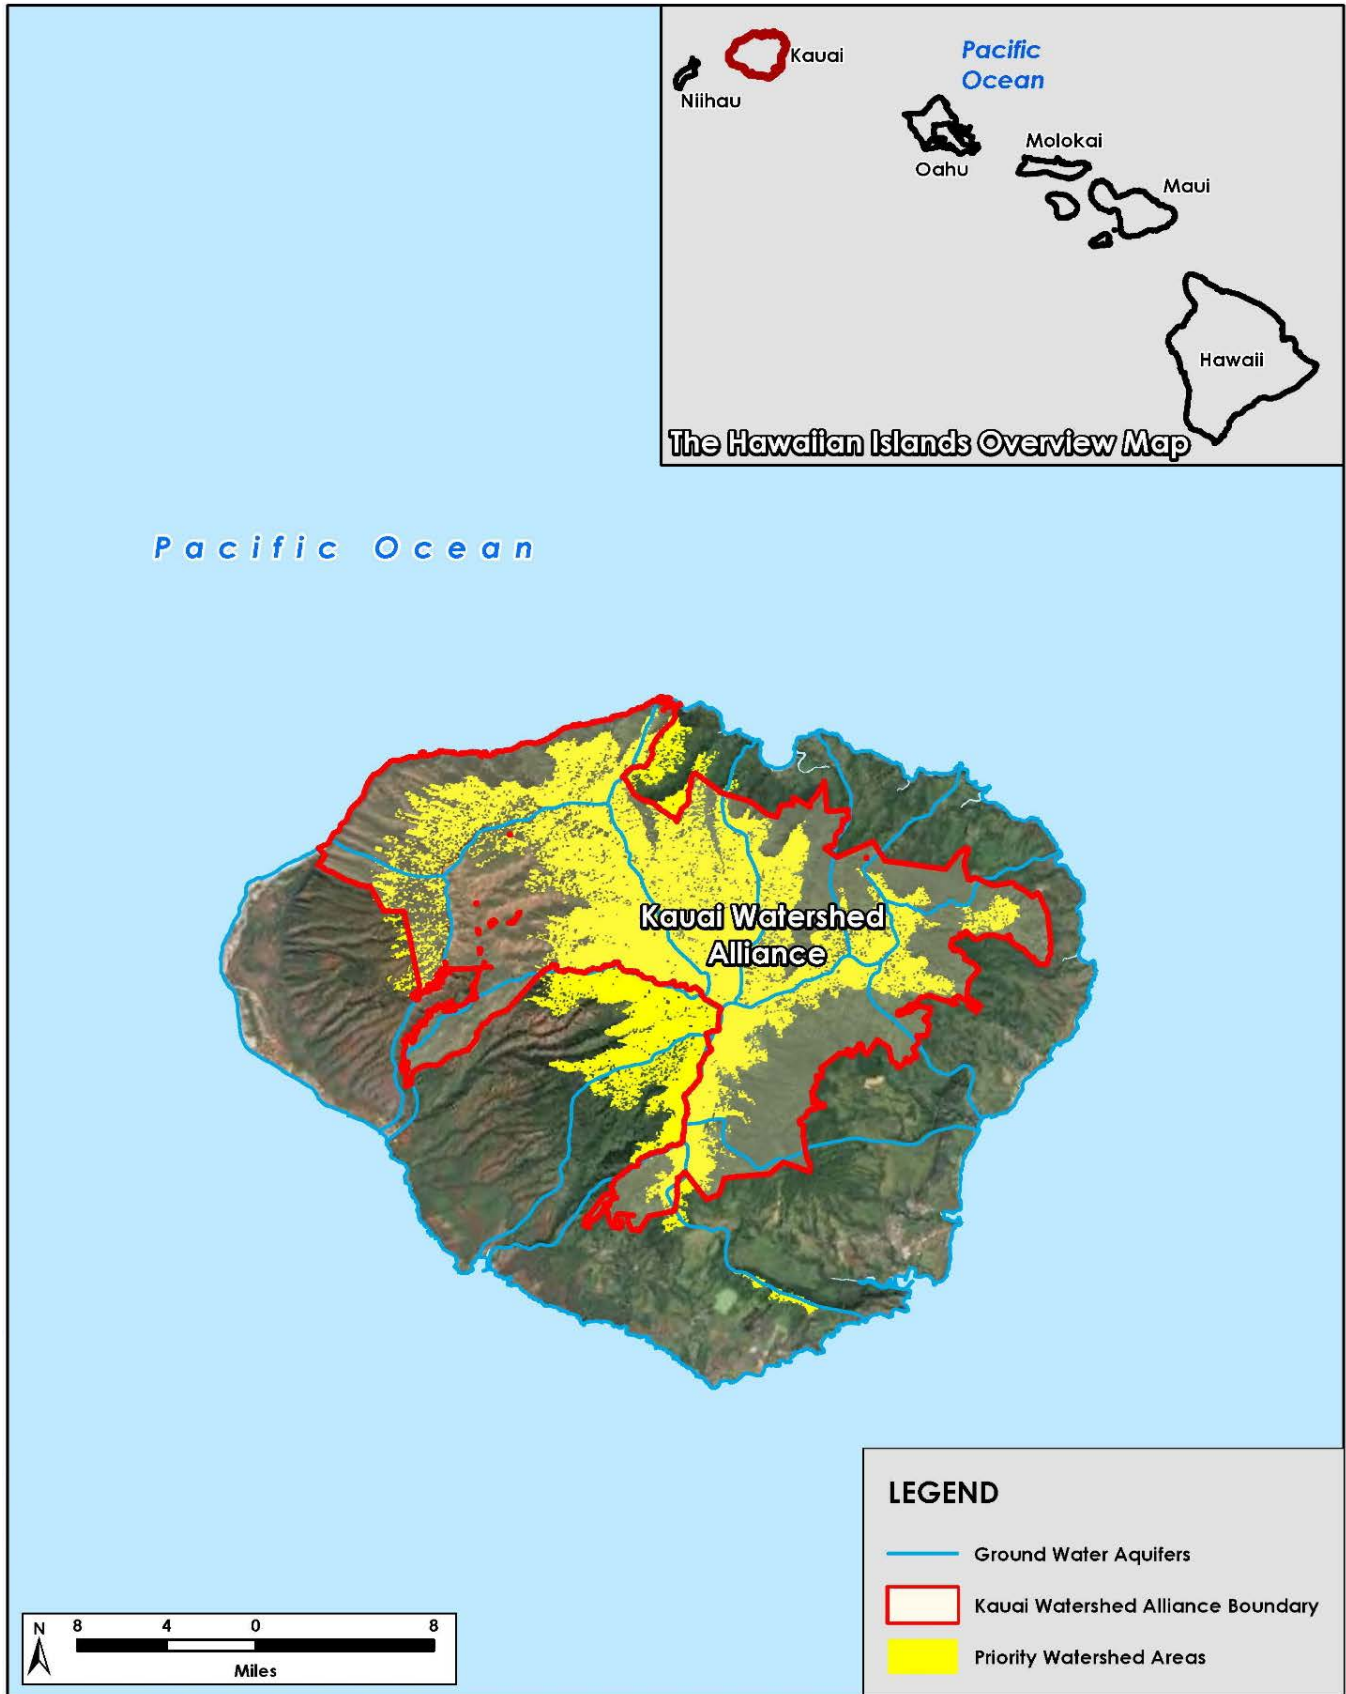 Kauai
Niihau
Pacific
Ocean
Oahu
Molokai
Maui
Hawaii
The Hawaiian Islands Overview Map
Pacific Ocean
Kauai Watershed
Alliance
LEGEND
Ground Water Aquifers
Kauai Watershed Alliance Boundary
Priority Watershed Areas
N
8 4 0 8
Miles